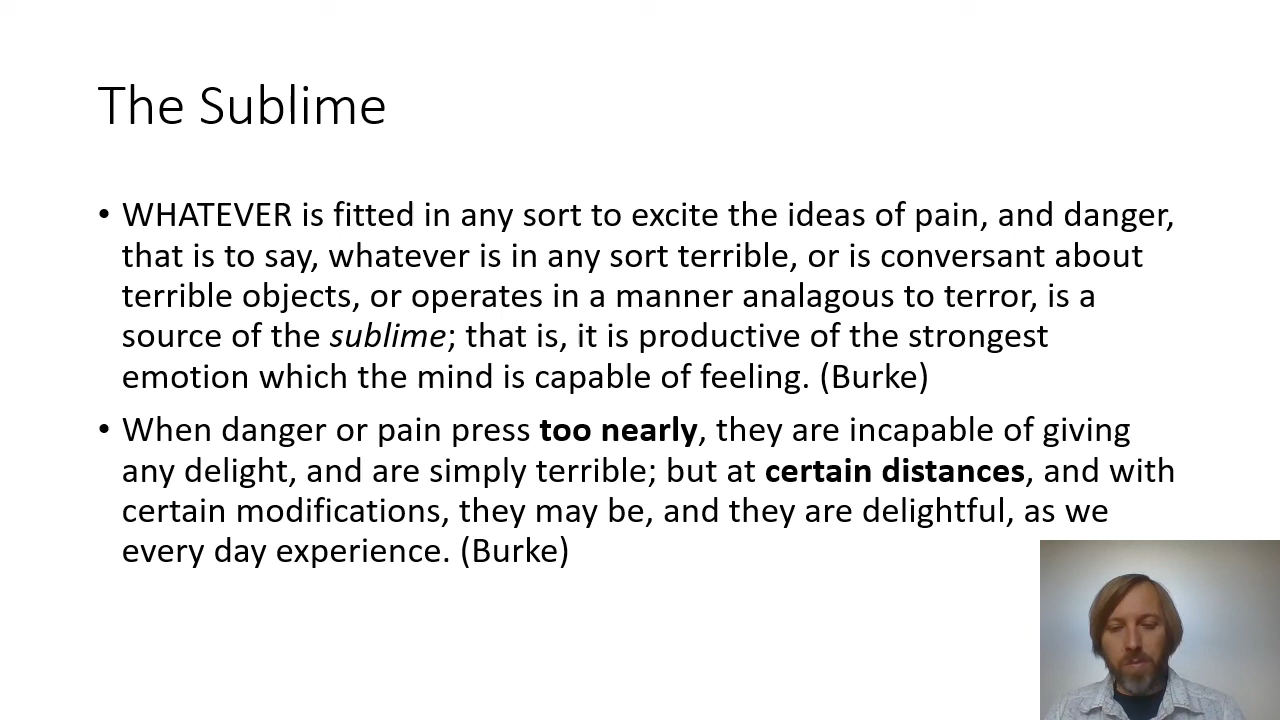 The Sublime
• WHATEVER is fitted in any sort to excite the ideas of pain, and danger,
that is to say, whatever is in any sort terrible, or is conversant about
terrible objects, or operates in a manner analagous to terror, is a
source of the sublime; that is, it is productive of the strongest
emotion which the mind is capable of feeling. (Burke)
• When danger or pain press too nearly, they are incapable of giving
any delight, and are simply terrible; but at certain distances, and with
certain modifications, they may be, and they are delightful, as we
every day experience. (Burke)